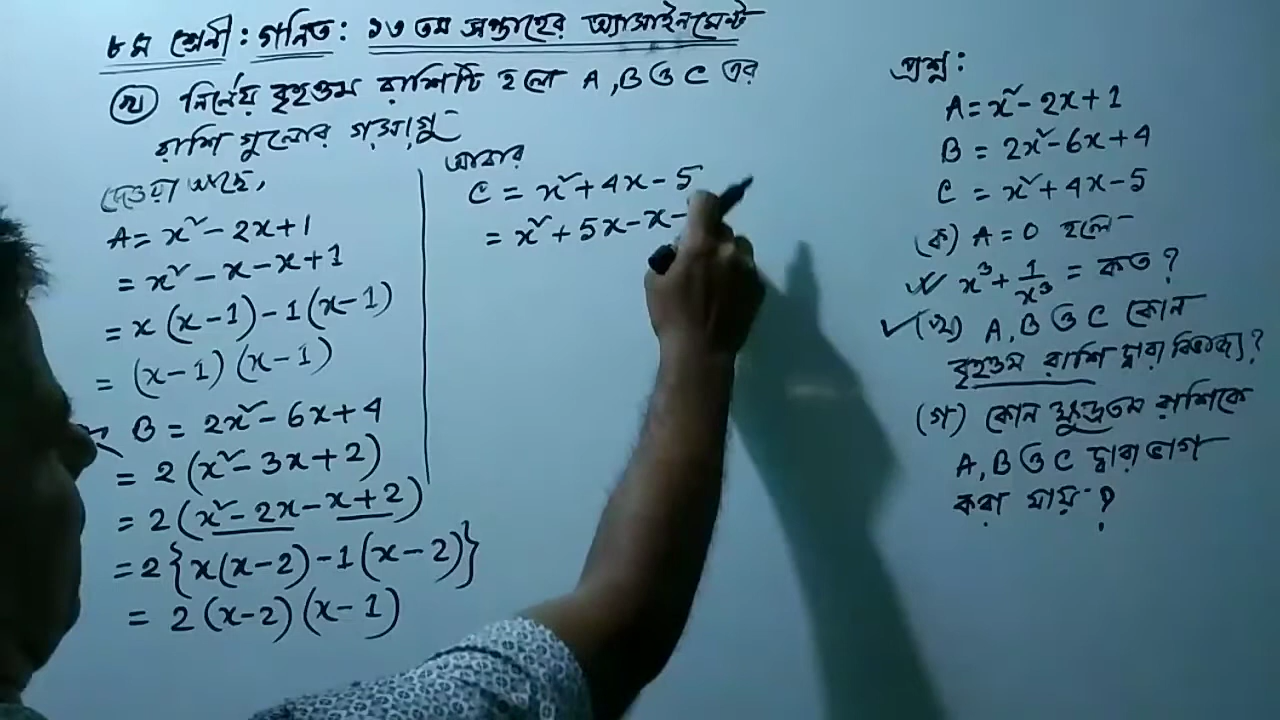 ৮ম শ্রেনী: গনিত: ১৩ তম সপ্তাহের অ্যাসাইনমেন্ট
(খ) নির্নেয় বৃহত্তম রাশিটি হলে A, B ও C এর
রাশি গুলোর গ.সা.গু
দেওয়া আছে,
A = x² - 2x + 1
= x² - x - x + 1
= x(x-1) - 1(x-1)
= (x-1)(x-1)
B = 2x² - 6x + 4
= 2(x² - 3x + 2)
= 2(x² - 2x - x + 2)
= 2{x(x-2) - 1(x-2)}
= 2(x-2)(x-1)
আবার
C = x² + 4x - 5
= x² + 5x - x -
প্রশ্ন:
A = x² - 2x + 1
B = 2x² - 6x + 4
C = x² + 4x - 5
(ক) A = 0 হলে
x³ + 1/x³ = কত?
✓(খ) A, B ও C কোন
বৃহত্তম রাশি দ্বারা বিভাজ্য?
(গ) কোন ক্ষুদ্রতম রাশিকে
A, B ও C দ্বারা ভাগ
করা যায়?